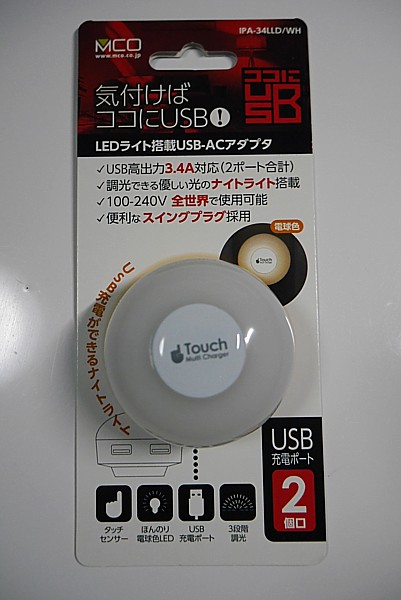 IPA-34LLD/WH
MCO
www.mco.co.jp
気付けば
ココにUSB!
ココに
USB
LEDライト搭載USB-ACアダプタ
✓USB高出力3.4A対応(2ポート合計)
✓調光できる優しい光のナイトライト搭載
✓100-240V 全世界で使用可能
✓便利なスイングプラグ採用
電球色
Touch
Multi Charger
USB充電ができるナイトライト
Touch
Multi Charger
USB
充電ポート
2
個口
タッチ
センサー
ほんのり
電球色LED
USB
充電ポート
3段階
調光